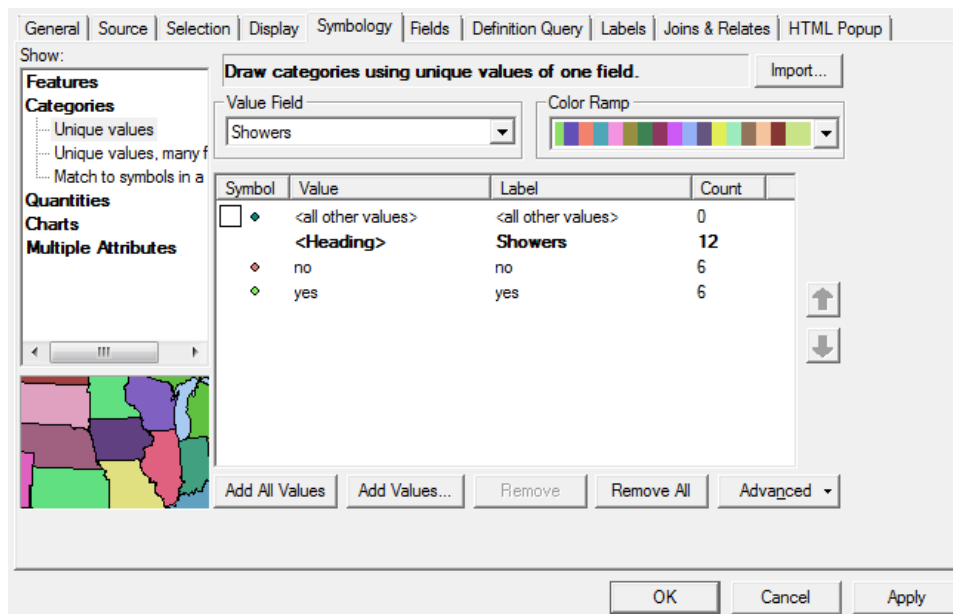 General Source Selection Display Symbology Fields Definition Query Labels Joins & Relates HTML Popup
Show:
Features
Categories
Unique values
Unique values, many f
Match to symbols in a
Quantities
Charts
Multiple Attributes
Draw categories using unique values of one field.
Import...
Value Field
Showers
Color Ramp
Symbol Value Label Count
<all other values> <all other values> 0
<Heading> Showers 12
no no 6
yes yes 6
Add All Values Add Values... Remove Remove All Advanced
OK Cancel Apply